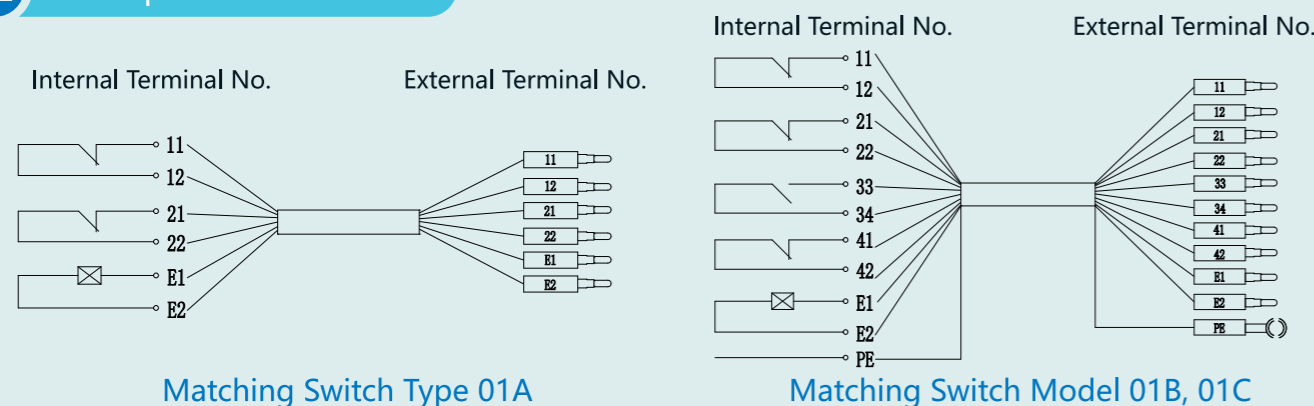 Internal Terminal No.
External Terminal No.
11
12
21
22
E1
E2
11
12
21
22
E1
E2
Matching Switch Type 01A
Internal Terminal No.
External Terminal No.
11
12
21
22
33
34
41
42
E1
E2
PE
11
12
21
22
33
34
41
42
E1
E2
PE
Matching Switch Model 01B, 01C